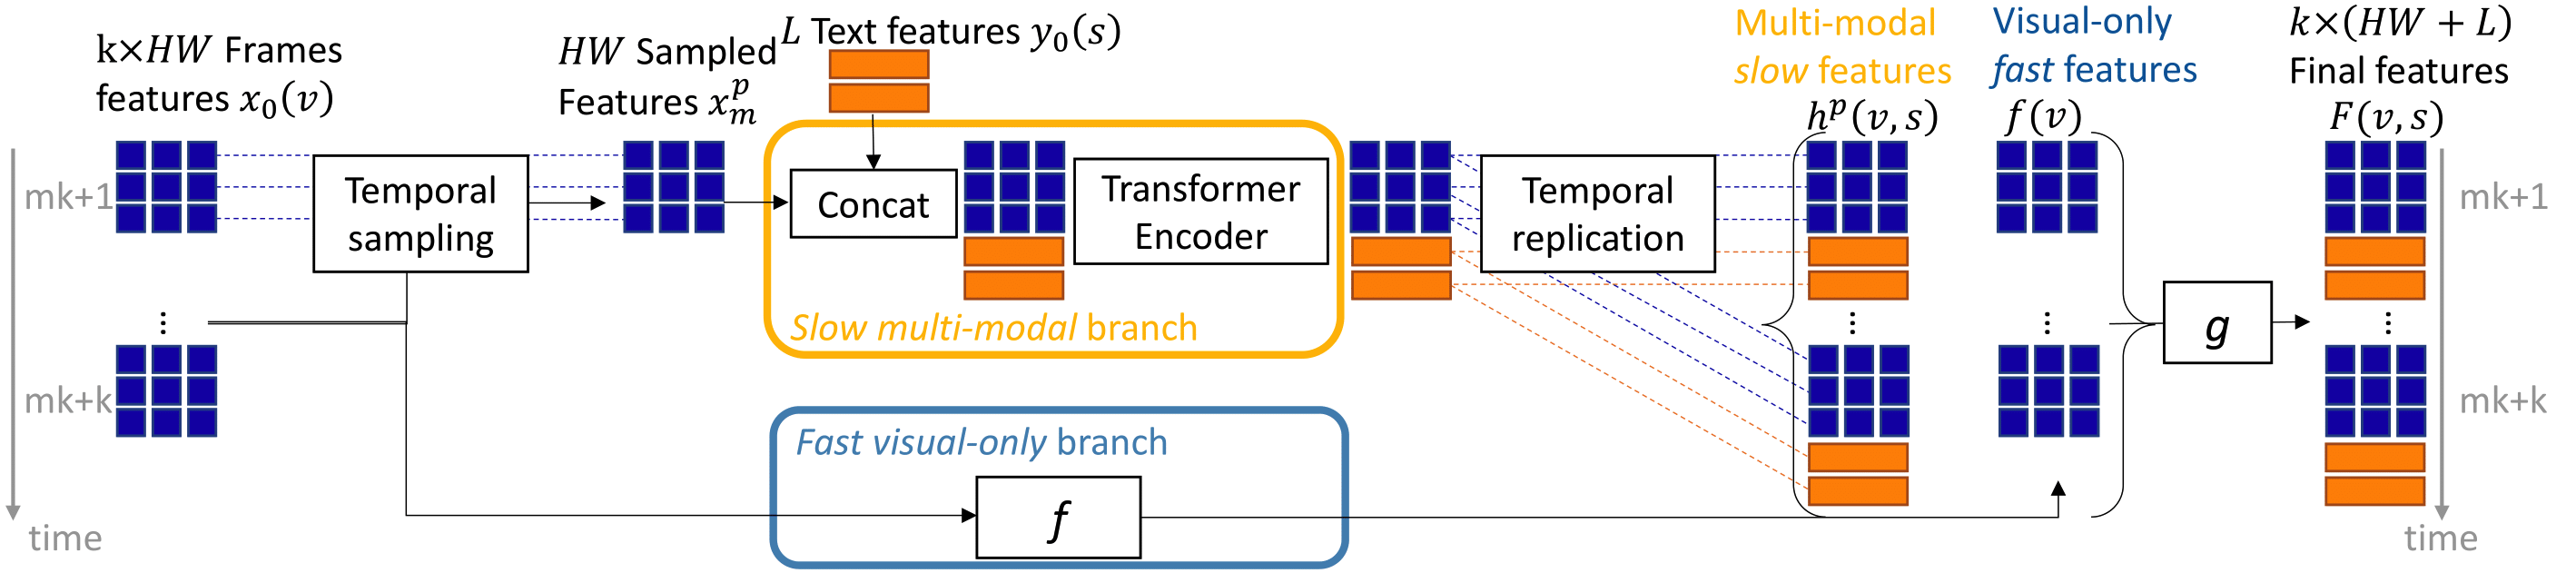 k×HW Frames
features x₀(v)
mk+1
⋮
mk+k
time
Temporal
sampling
HW Sampled
Features xₘᵖ
L Text features y₀(s)
Concat
Transformer
Encoder
Slow multi-modal branch
Fast visual-only branch
f
Temporal
replication
Multi-modal
slow features
hᵖ(v,s)
⋮
Visual-only
fast features
f(v)
⋮
g
k×(HW + L)
Final features
F(v,s)
mk+1
⋮
mk+k
time